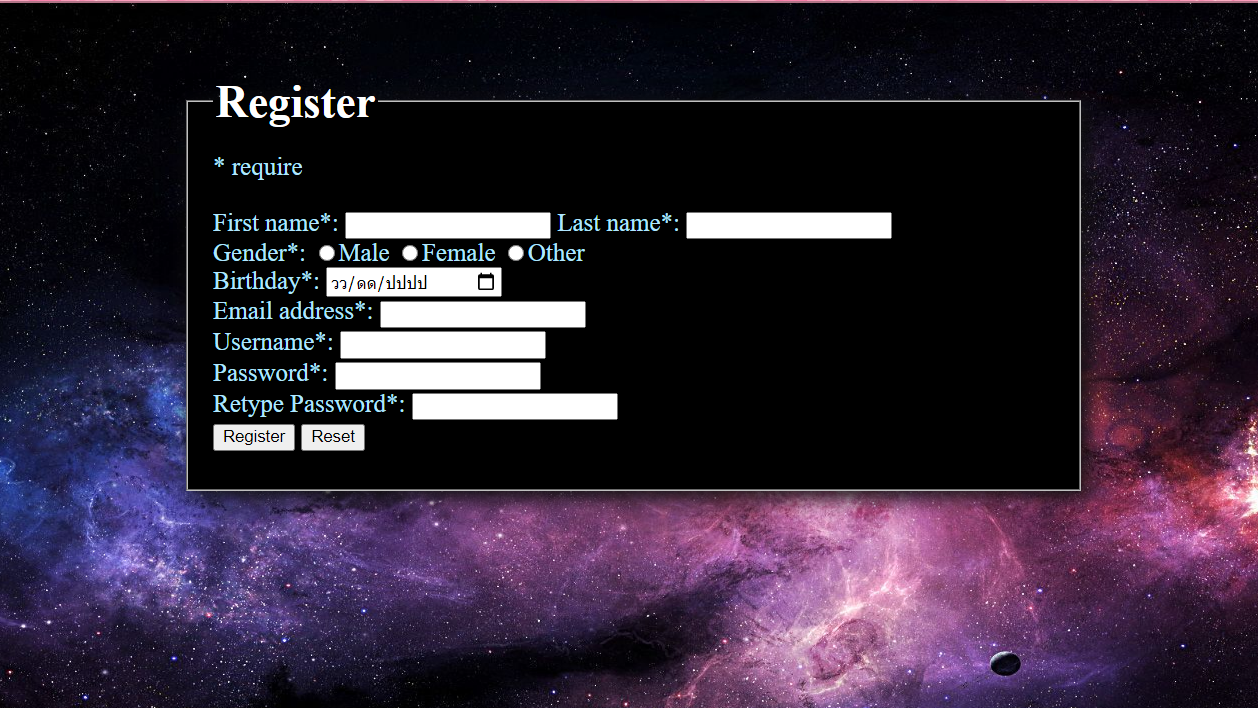 Register
* require
First name*: Last name*:
Gender*: Male Female Other
Birthday*: วว/ดด/ปปปป
Email address*:
Username*:
Password*:
Retype Password*:
Register Reset